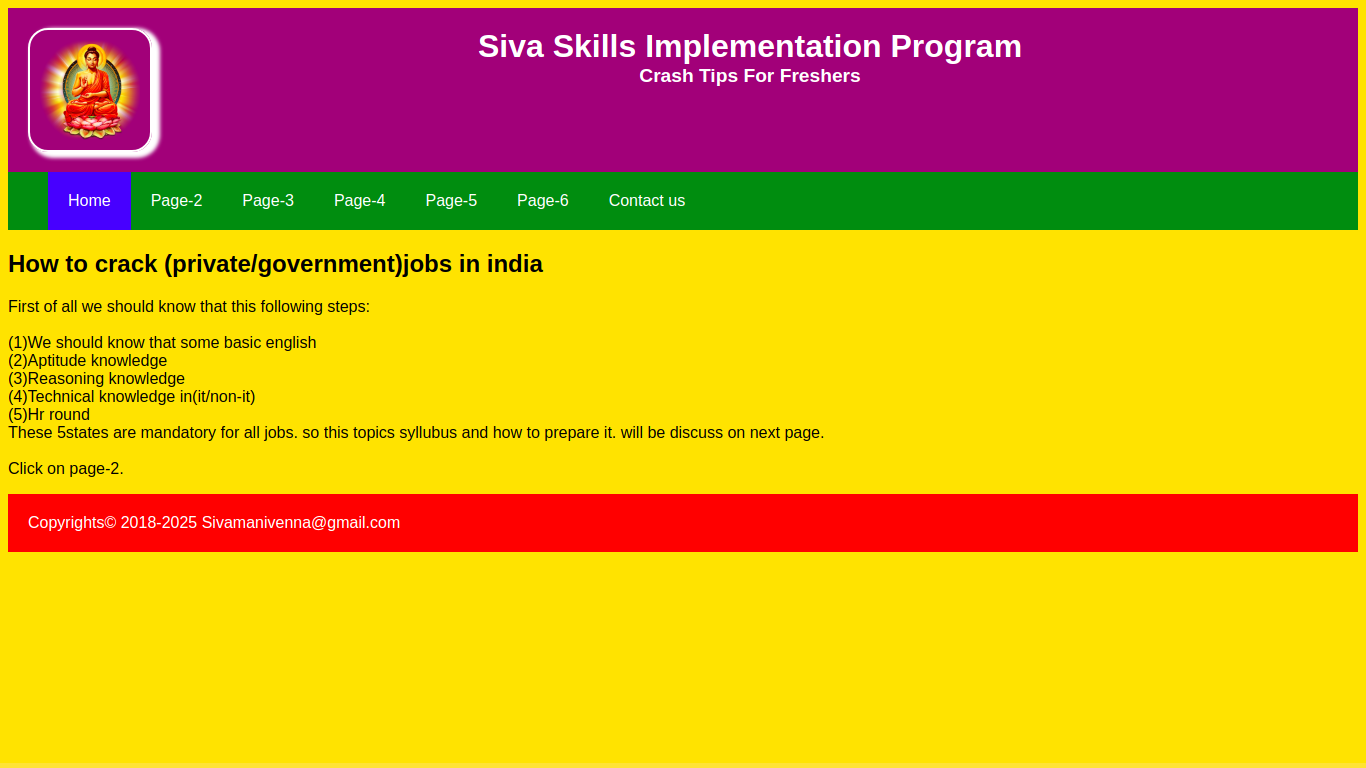 Siva Skills Implementation Program
Crash Tips For Freshers
Home Page-2 Page-3 Page-4 Page-5 Page-6 Contact us
How to crack (private/government)jobs in india
First of all we should know that this following steps:
(1)We should know that some basic english
(2)Aptitude knowledge
(3)Reasoning knowledge
(4)Technical knowledge in(it/non-it)
(5)Hr round
These 5states are mandatory for all jobs. so this topics syllubus and how to prepare it. will be discuss on next page.
Click on page-2.
Copyrights© 2018-2025 Sivamanivenna@gmail.com